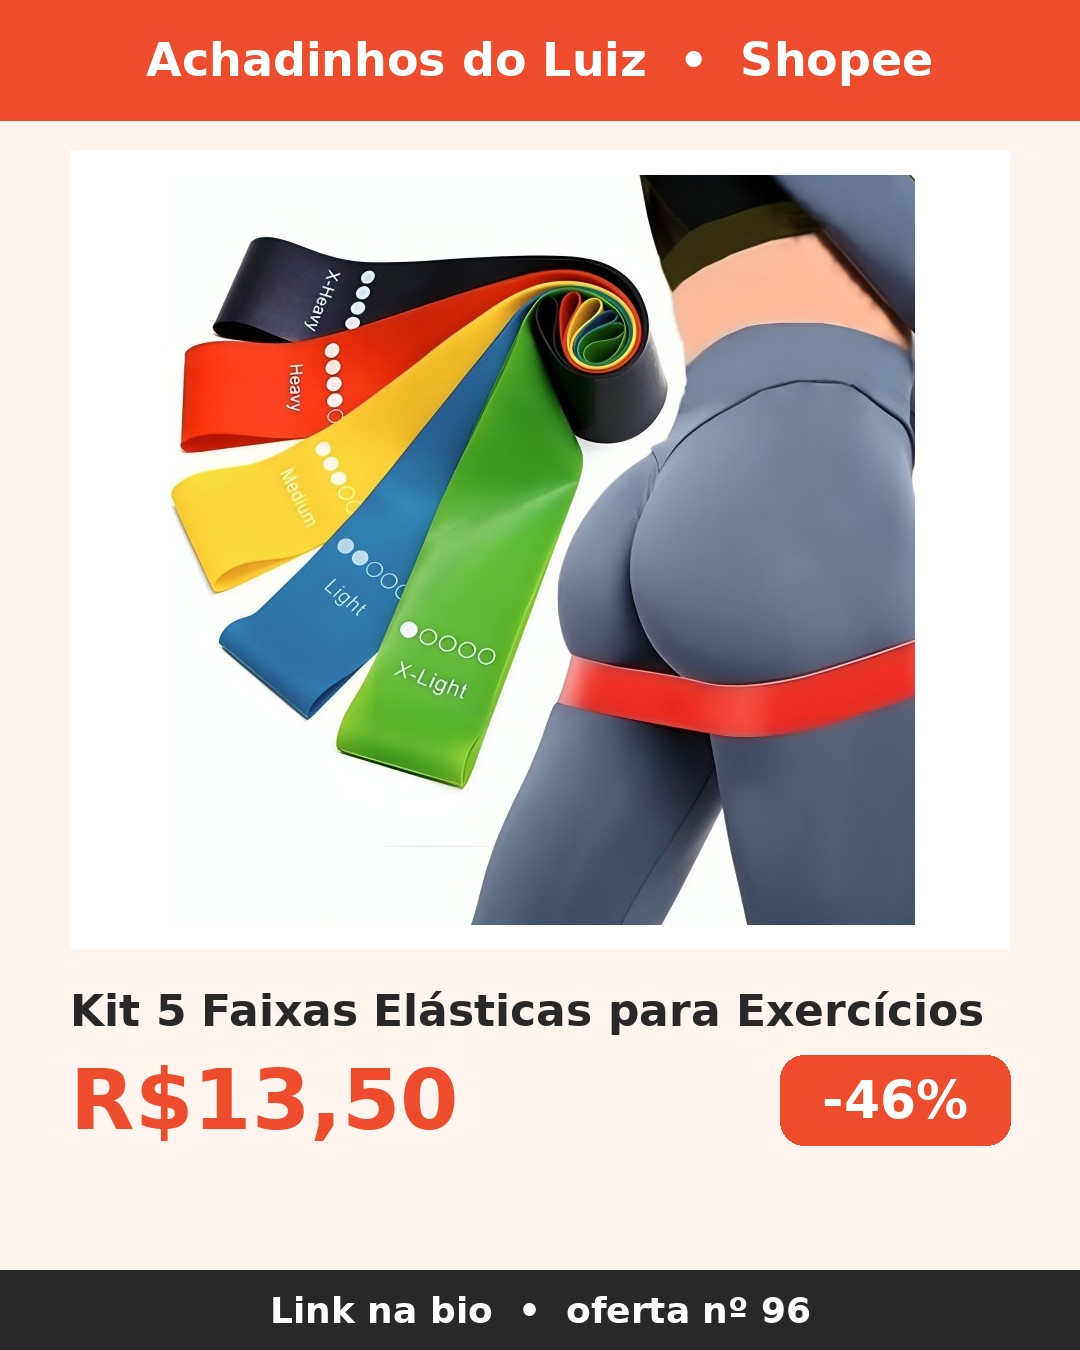 Achadinhos do Luiz • Shopee
X-Heavy
Heavy
Medium
Light
X-Light
Kit 5 Faixas Elásticas para Exercícios
R$13,50
-46%
Link na bio • oferta nº 96